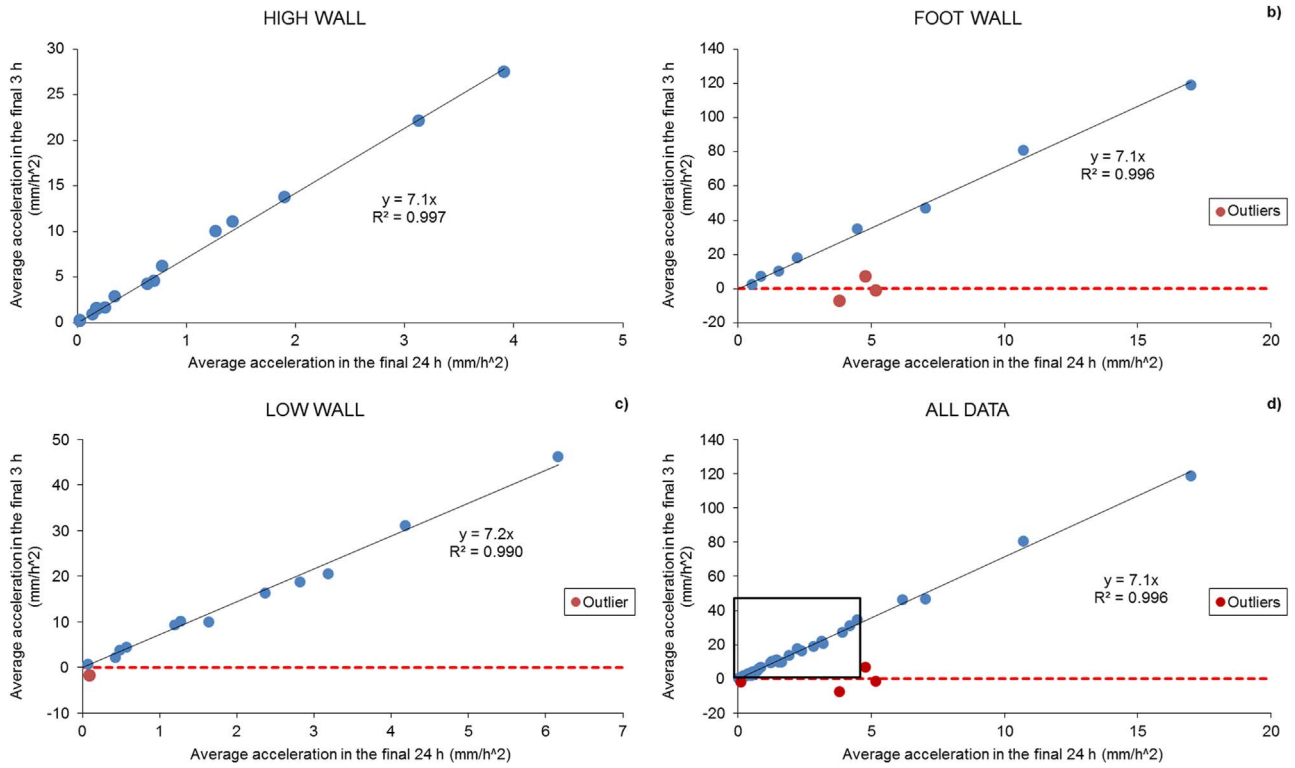 HIGH WALL
30
25
20
15
10
5
0
Average acceleration in the final 3 h
(mm/h^2)
y = 7.1x
R² = 0.997
0 1 2 3 4 5
Average acceleration in the final 24 h (mm/h^2)
b)
FOOT WALL
140
120
100
80
60
40
20
0
-20
Average acceleration in the final 3 h
(mm/h^2)
y = 7.1x
R² = 0.996
Outliers
0 5 10 15 20
Average acceleration in the final 24 h (mm/h^2)
c)
LOW WALL
50
40
30
20
10
0
-10
Average acceleration in the final 3 h
(mm/h^2)
y = 7.2x
R² = 0.990
Outlier
0 1 2 3 4 5 6 7
Average acceleration in the final 24 h (mm/h^2)
d)
ALL DATA
140
120
100
80
60
40
20
0
-20
Average acceleration in the final 3 h
(mm/h^2)
y = 7.1x
R² = 0.996
Outliers
0 5 10 15 20
Average acceleration in the final 24 h (mm/h^2)